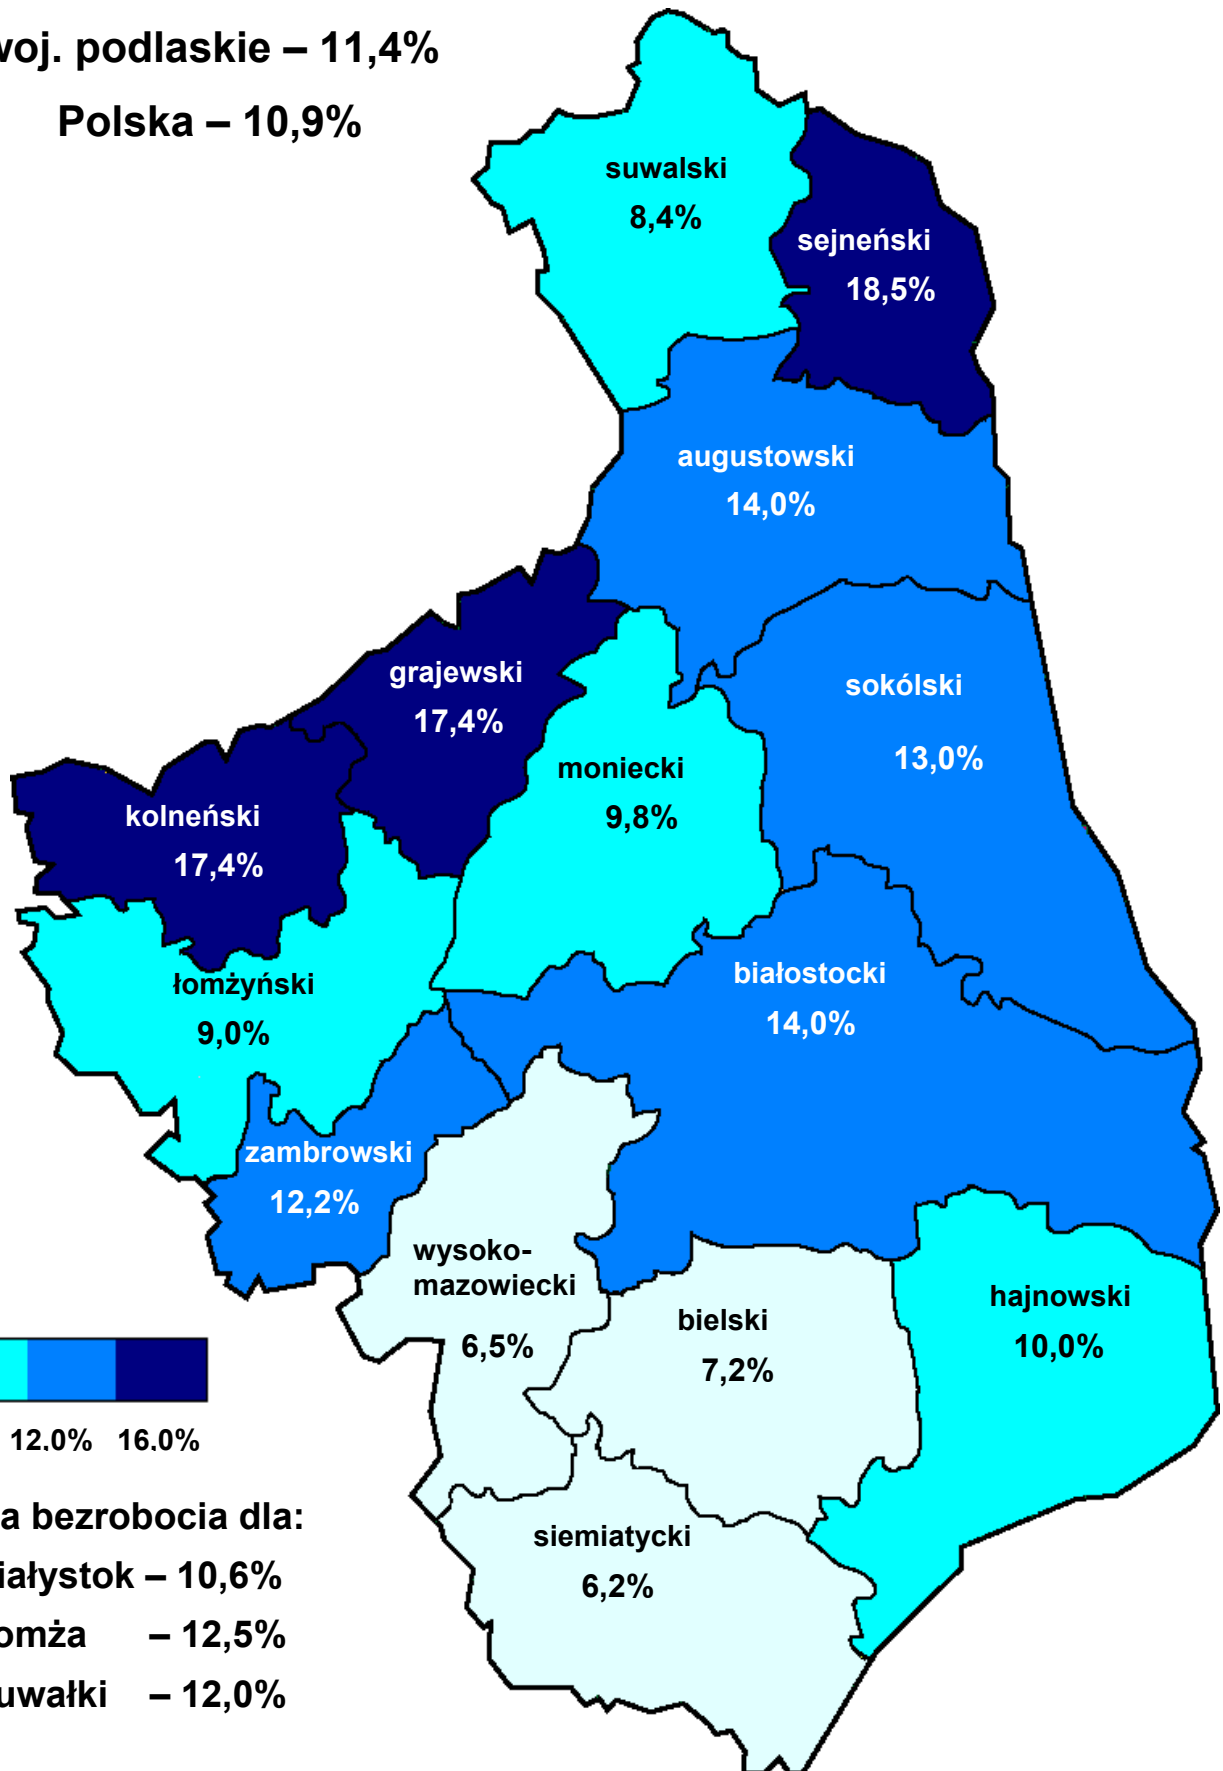 woj. podlaskie – 11,4%
Polska – 10,9%
suwalski
8,4%
sejneński
18,5%
augustowski
14,0%
grajewski
17,4%
sokólski
13,0%
moniecki
9,8%
kolneński
17,4%
białostocki
14,0%
łomżyński
9,0%
zambrowski
12,2%
wysoko-
mazowiecki
6,5%
hajnowski
10,0%
bielski
7,2%
12,0% 16,0%
a bezrobocia dla:
siemiatycki
6,2%
iałystok – 10,6%
omża – 12,5%
uwałki – 12,0%